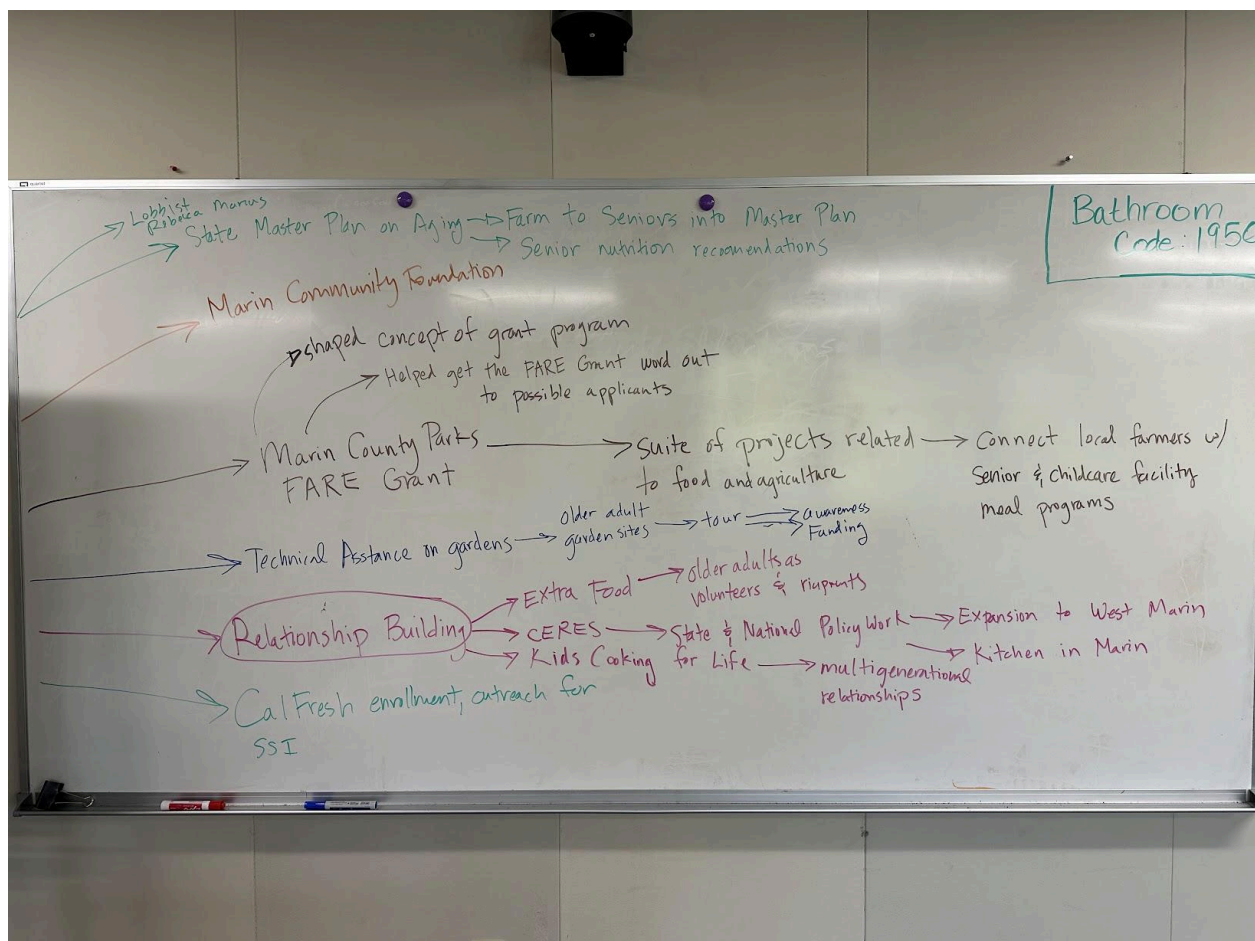 Lobbist
Ribaca Marcus
State Master Plan on Aging → Farm to Seniors into Master Plan
→ Senior nutrition recomendations
Bathroom
Code: 195
Marin Community Foundation
shaped concept of grant program
Helped get the FARE Grant word out
to possible applicants
Marin County Parks → Suite of projects related → Connect local farmers w/
FARE Grant
to food and agriculture
Senior & childcare facility
meal programs
Technical Asstance on gardens → older adult
garden sites → tour → awareness
Funding
Relationship Building
Extra Food → older adults as
volunteers &
CERES → State & National Policy Work → Expansion to West Marin
→ Kitchen in Marin
Kids Cooking for Life → multigenerational
relationships
CalFresh enrollment, outreach for
SSI